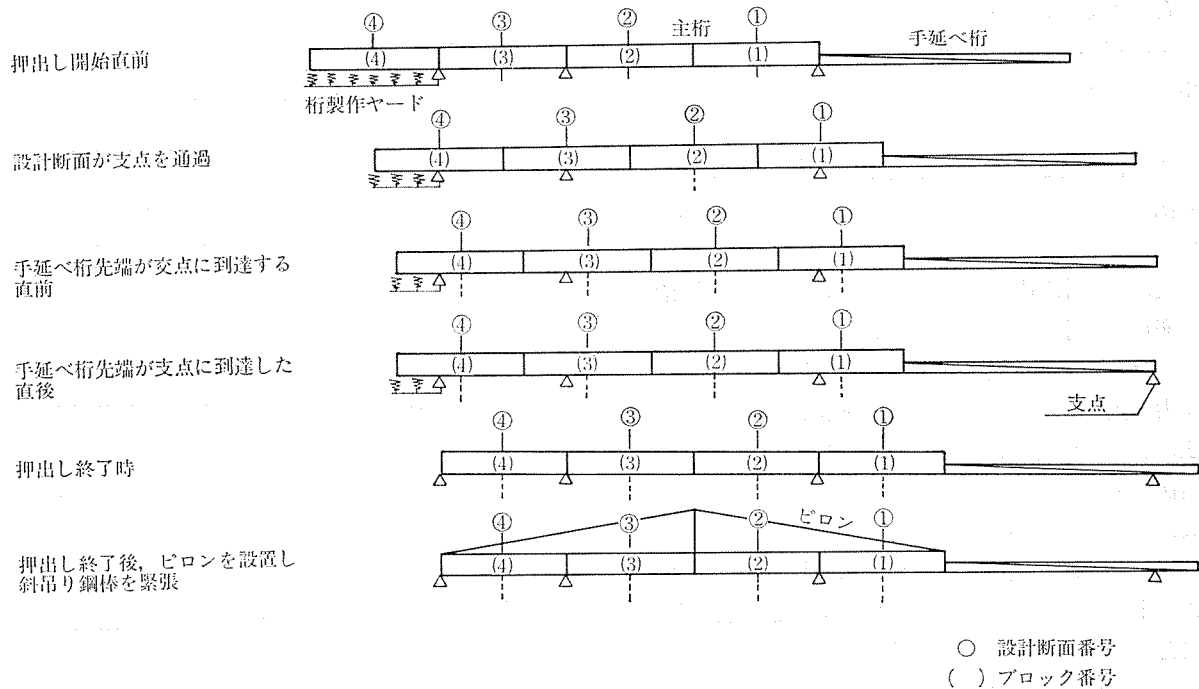 ④ ③ ② 主桁 ① 手延べ桁
押出し開始直前
(4) (3) (2) (1)
桁製作ヤード
④ ③ ② ①
設計断面が支点を通過
(4) (3) (2) (1)
④ ③ ② ①
手延べ桁先端が交点に到達する
直前
(4) (3) (2) (1)
④ ③ ② ①
手延べ桁先端が支点に到達した
直後
(4) (3) (2) (1)
支点
④ ③ ② ①
押出し終了時
(4) (3) (2) (1)
④ ③ ② ピロン ①
押出し終了後,ピロンを設置し
斜吊り鋼棒を緊張
(4) (3) (2) (1)
○ 設計断面番号
( ) ブロック番号